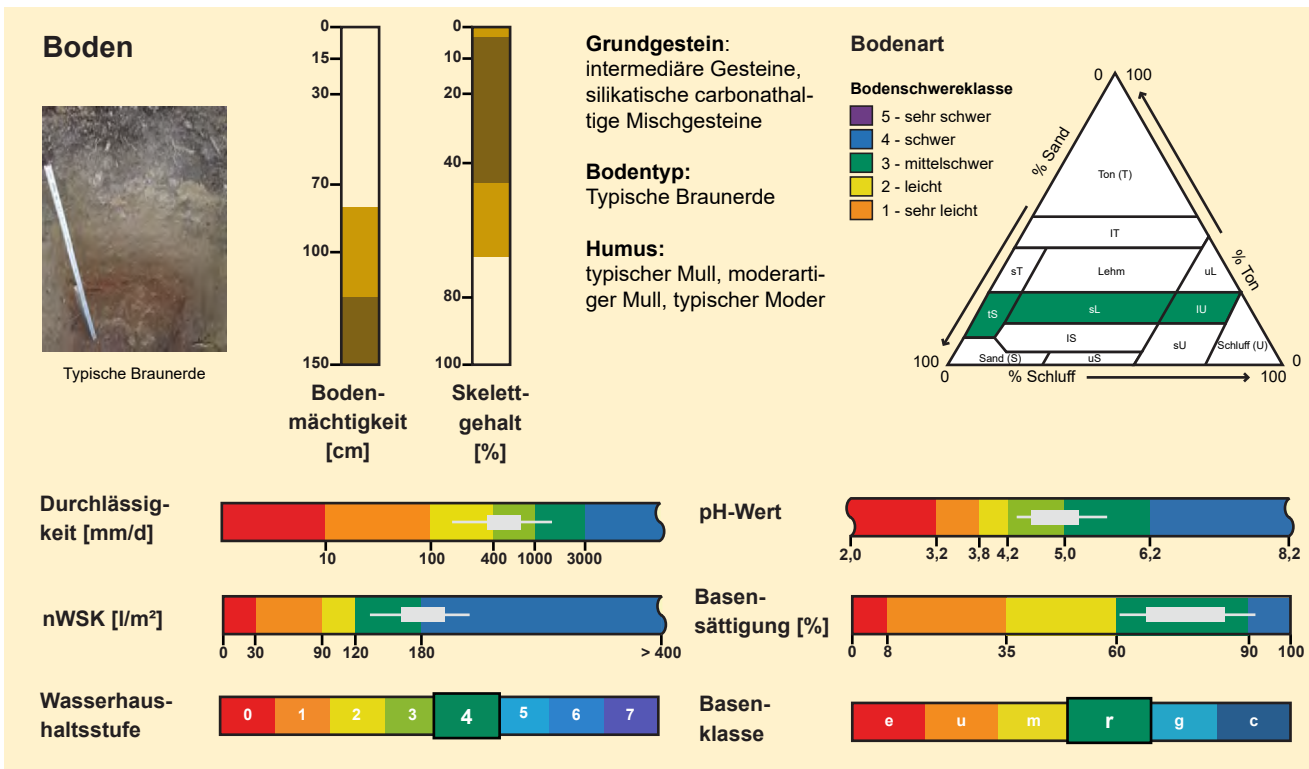 Boden
Typische Braunerde
0
15
30
70
100
150
Boden-
mächtigkeit
[cm]
0
10
20
40
80
100
Skelett-
gehalt
[%]
Grundgestein:
intermediäre Gesteine,
silikatische carbonathal-
tige Mischgesteine
Bodentyp:
Typische Braunerde
Humus:
typischer Mull, moderarti-
ger Mull, typischer Moder
Bodenart
Bodenschwereklasse
5 - sehr schwer
4 - schwer
3 - mittelschwer
2 - leicht
1 - sehr leicht
0 100
% Sand
% Ton
Ton (T)
lT
sT Lehm uL
tS sL lU
lS
Sand (S) uS sU Schluff (U)
100 0
0 % Schluff 100
Durchlässig-
keit [mm/d]
10 100 400 1000 3000
pH-Wert
2,0 3,2 3,8 4,2 5,0 6,2 8,2
nWSK [l/m²]
0 30 90 120 180 > 400
Basen-
sättigung [%]
0 8 35 60 90 100
Wasserhaus-
haltsstufe
0 1 2 3 4 5 6 7
Basen-
klasse
e u m r g c